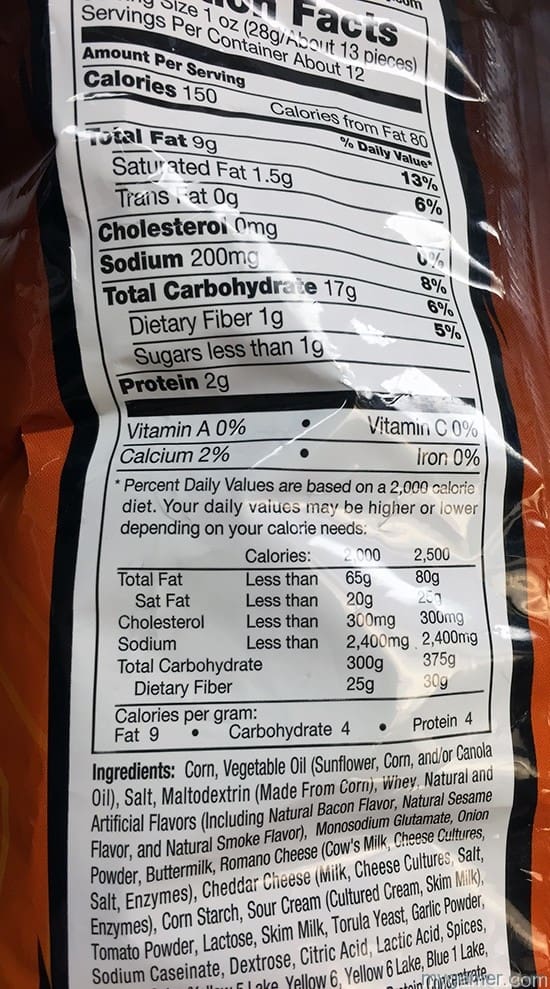 Facts
Size 1 oz (28g/About 13 pieces)
Servings Per Container About 12
Amount Per Serving
Calories 150 Calories from Fat 80
% Daily Value*
Total Fat 9g 13%
Saturated Fat 1.5g 6%
Trans Fat 0g
Cholesterol 0mg 0%
Sodium 200mg 8%
Total Carbohydrate 17g 6%
Dietary Fiber 1g 5%
Sugars less than 1g
Protein 2g
Vitamin A 0% • Vitamin C 0%
Calcium 2% • Iron 0%
* Percent Daily Values are based on a 2,000 calorie
diet. Your daily values may be higher or lower
depending on your calorie needs:
Calories: 2,000 2,500
Total Fat Less than 65g 80g
Sat Fat Less than 20g 25g
Cholesterol Less than 300mg 300mg
Sodium Less than 2,400mg 2,400mg
Total Carbohydrate 300g 375g
Dietary Fiber 25g 30g
Calories per gram:
Fat 9 • Carbohydrate 4 • Protein 4
Ingredients: Corn, Vegetable Oil (Sunflower, Corn, and/or Canola
Oil), Salt, Maltodextrin (Made From Corn), Whey, Natural and
Artificial Flavors (Including Natural Bacon Flavor, Natural Sesame
Flavor, and Natural Smoke Flavor), Monosodium Glutamate, Onion
Powder, Buttermilk, Romano Cheese (Cow's Milk, Cheese Cultures,
Salt, Enzymes), Cheddar Cheese (Milk, Cheese Cultures, Salt,
Enzymes), Corn Starch, Sour Cream (Cultured Cream, Skim Milk),
Tomato Powder, Lactose, Skim Milk, Torula Yeast, Garlic Powder,
Sodium Caseinate, Dextrose, Citric Acid, Lactic Acid, Spices,
5 Lake, Yellow 6, Yellow 6 Lake, Blue 1 Lake,